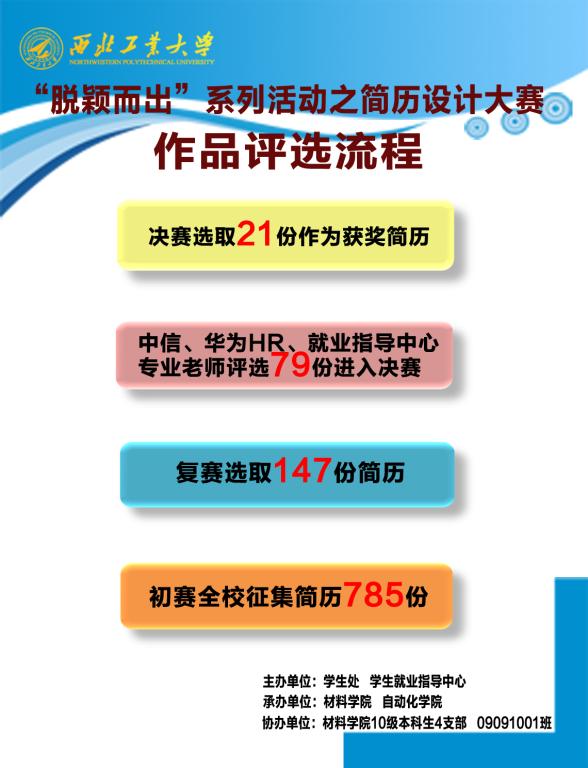 西北工业大学
NORTHWESTERN POLYTECHNICAL UNIVERSITY
“脱颖而出”系列活动之简历设计大赛
作品评选流程
决赛选取21份作为获奖简历
中信、华为HR、就业指导中心
专业老师评选79份进入决赛
复赛选取147份简历
初赛全校征集简历785份
主办单位：学生处 学生就业指导中心
承办单位：材料学院 自动化学院
协办单位：材料学院10级本科生4支部 09091001班